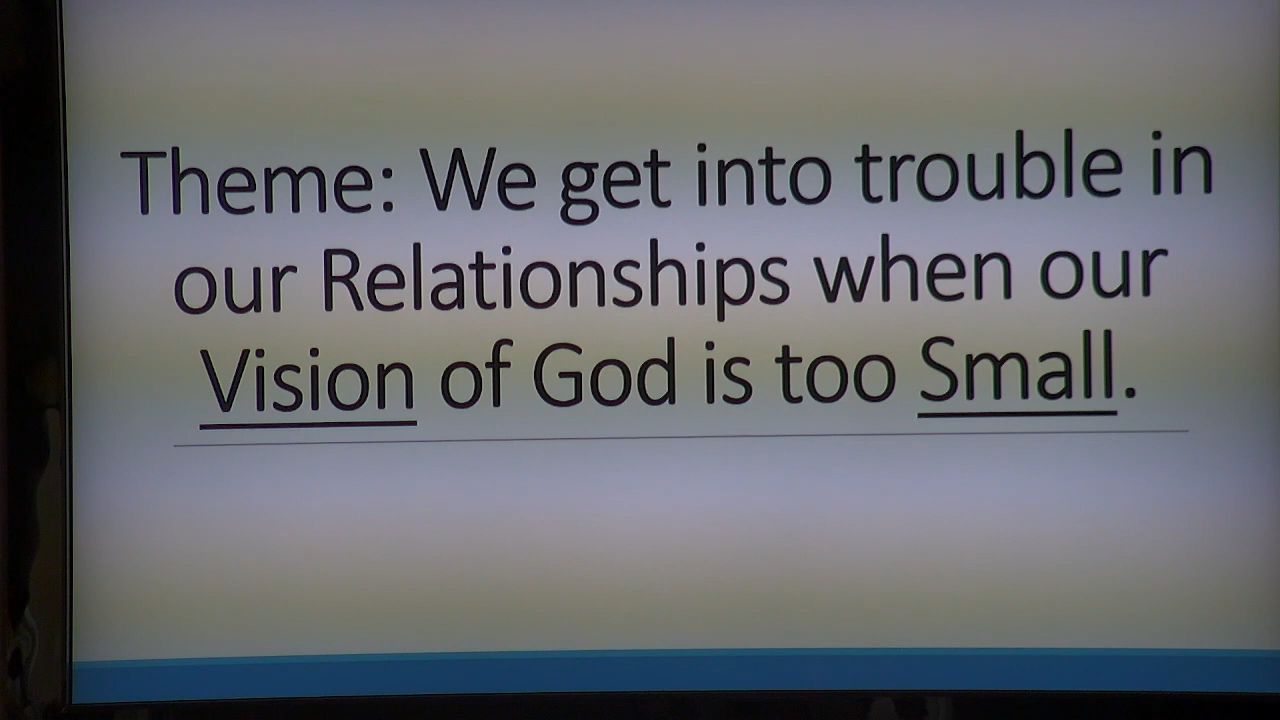 Theme: We get into trouble in
our Relationships when our
Vision of God is too Small.